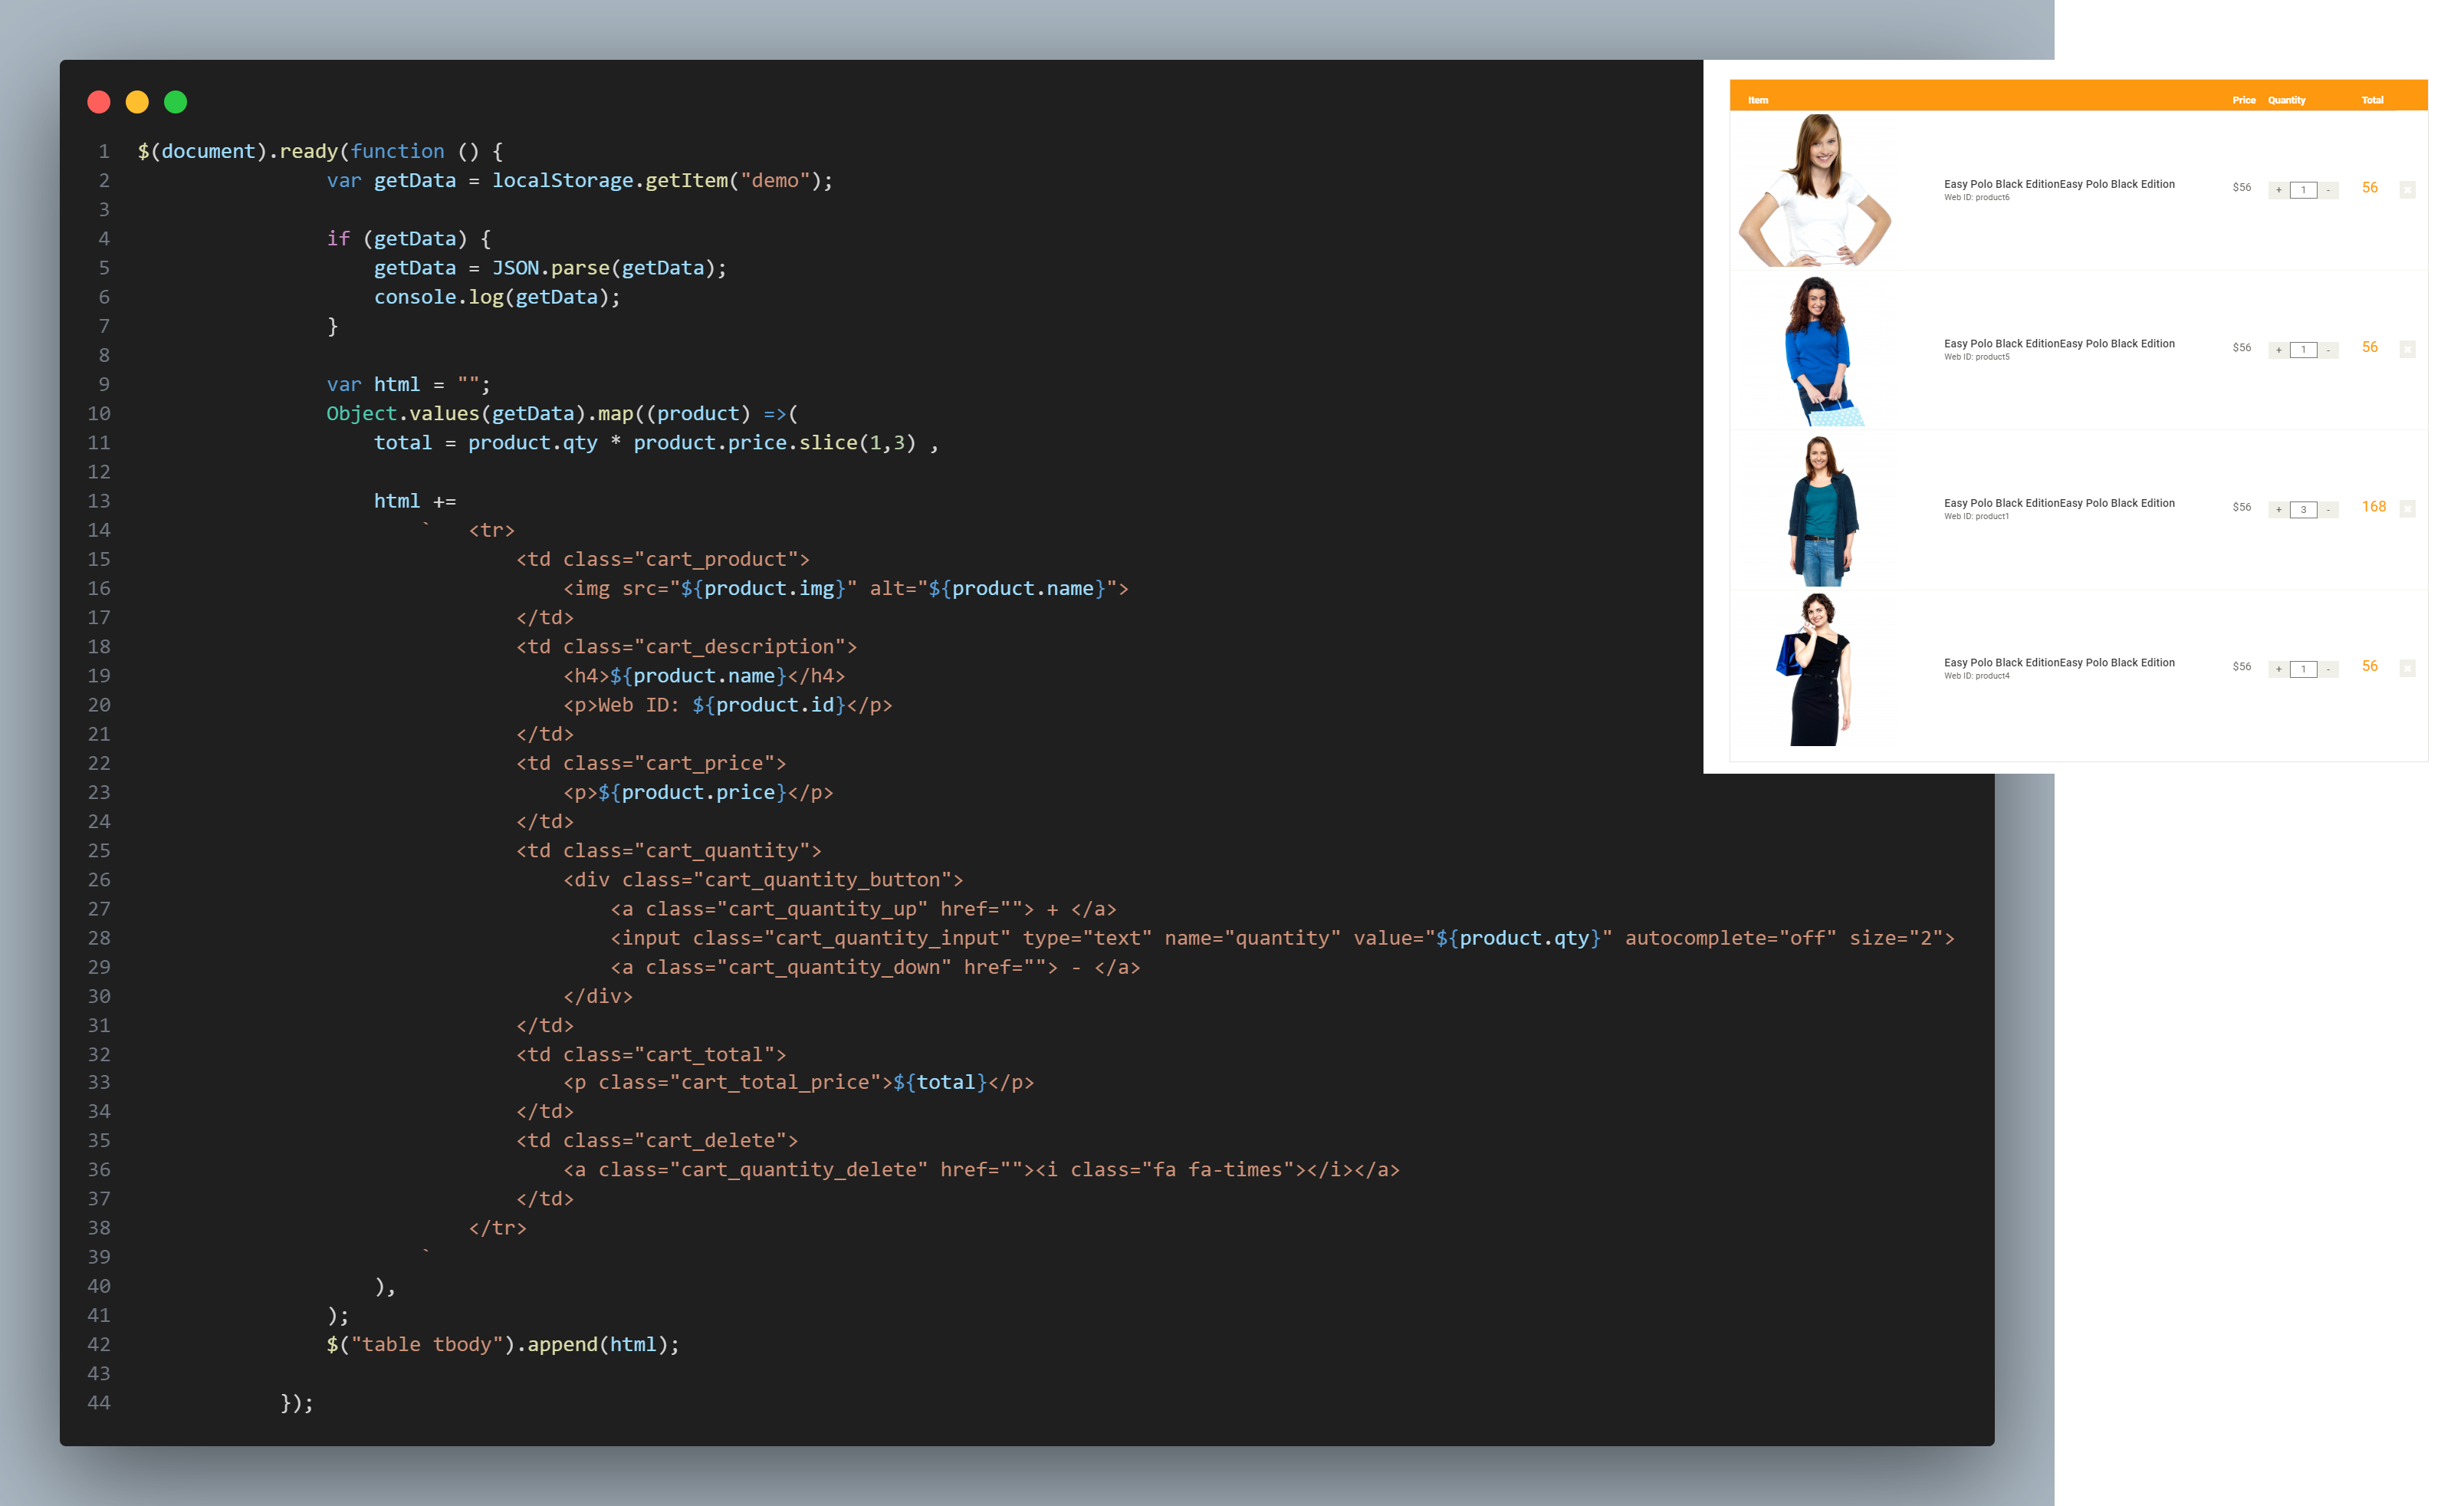 1 $(document).ready(function () {
2 var getData = localStorage.getItem("demo");
3
4 if (getData) {
5 getData = JSON.parse(getData);
6 console.log(getData);
7 }
8
9 var html = "";
10 Object.values(getData).map((product) =>(
11 total = product.qty * product.price.slice(1,3) ,
12
13 html +=
14 ` <tr>
15 <td class="cart_product">
16 <img src="${product.img}" alt="${product.name}">
17 </td>
18 <td class="cart_description">
19 <h4>${product.name}</h4>
20 <p>Web ID: ${product.id}</p>
21 </td>
22 <td class="cart_price">
23 <p>${product.price}</p>
24 </td>
25 <td class="cart_quantity">
26 <div class="cart_quantity_button">
27 <a class="cart_quantity_up" href=""> + </a>
28 <input class="cart_quantity_input" type="text" name="quantity" value="${product.qty}" autocomplete="off" size="2">
29 <a class="cart_quantity_down" href=""> - </a>
30 </div>
31 </td>
32 <td class="cart_total">
33 <p class="cart_total_price">${total}</p>
34 </td>
35 <td class="cart_delete">
36 <a class="cart_quantity_delete" href=""><i class="fa fa-times"></i></a>
37 </td>
38 </tr>
39 `
40 ),
41 );
42 $("table tbody").append(html);
43
44 });
Item Price Quantity Total
Easy Polo Black EditionEasy Polo Black Edition $56 + 1 - 56
Web ID: product6
Easy Polo Black EditionEasy Polo Black Edition $56 + 1 - 56
Web ID: product5
Easy Polo Black EditionEasy Polo Black Edition $56 + 3 - 168
Web ID: product1
Easy Polo Black EditionEasy Polo Black Edition $56 + 1 - 56
Web ID: product4